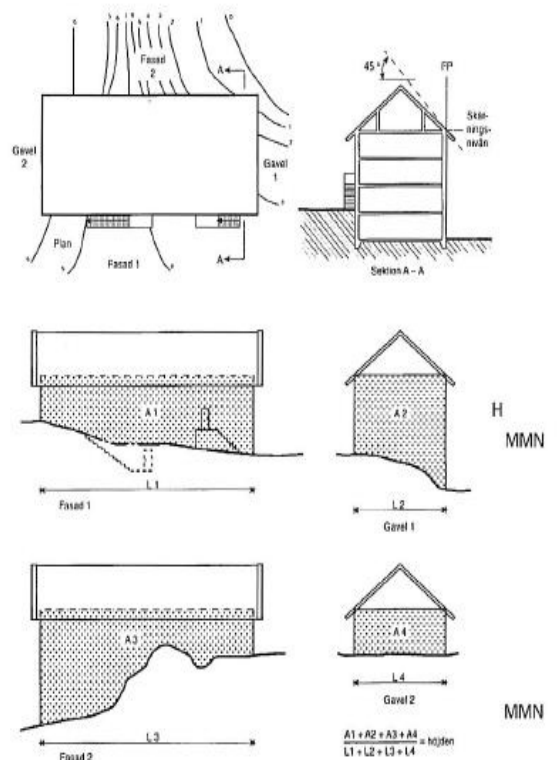 Fasad
2
A
45°
FP
Skär-
nings-
nivån
Gavel
2
Gavel
1
Plan
Fasad 1
A
Sektion A – A
A 1
A 2
H
MMN
L 1
Fasad 1
L 2
Gavel 1
A 3
A 4
L 4
Gavel 2
MMN
L 3
Fasad 2
A1 + A2 + A3 + A4
L1 + L2 + L3 + L4
= höjden